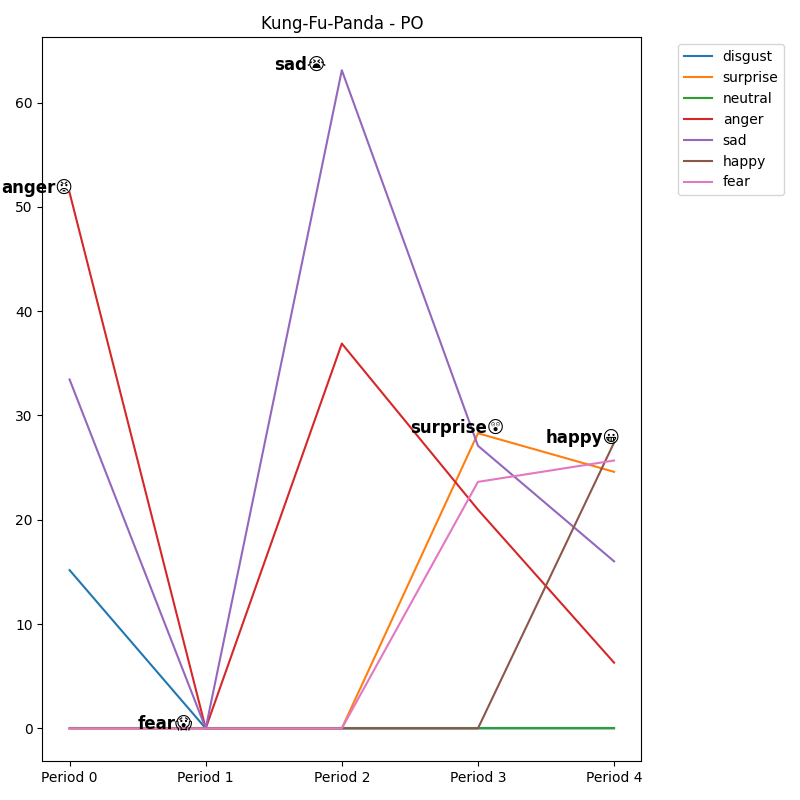 Kung-Fu-Panda - PO
disgust
surprise
neutral
anger
sad
happy
fear
sad😭
anger😡
surprise😲
happy😀
fear😱
60
50
40
30
20
10
0
Period 0 Period 1 Period 2 Period 3 Period 4